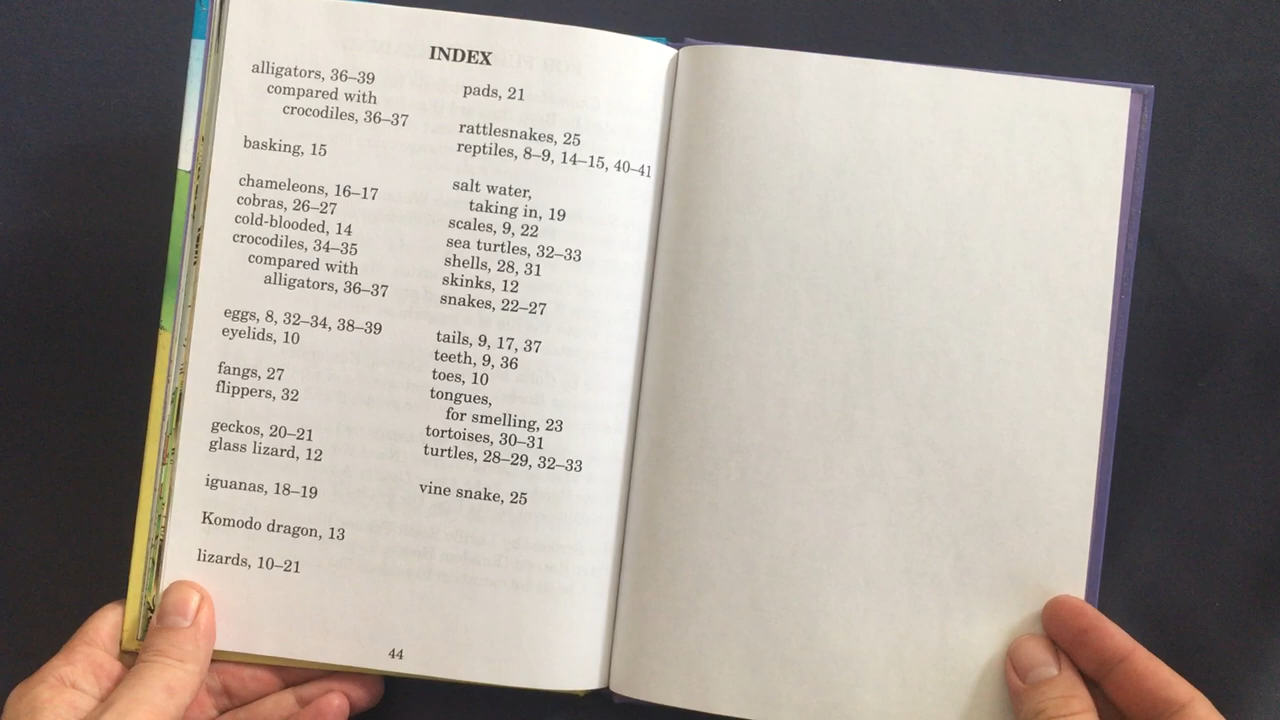 INDEX
alligators, 36–39
compared with
crocodiles, 36–37
basking, 15
chameleons, 16–17
cobras, 26–27
cold-blooded, 14
crocodiles, 34–35
compared with
alligators, 36–37
eggs, 8, 32–34, 38–39
eyelids, 10
fangs, 27
flippers, 32
geckos, 20–21
glass lizard, 12
iguanas, 18–19
Komodo dragon, 13
lizards, 10–21
pads, 21
rattlesnakes, 25
reptiles, 8–9, 14–15, 40–41
salt water,
taking in, 19
scales, 9, 22
sea turtles, 32–33
shells, 28, 31
skinks, 12
snakes, 22–27
tails, 9, 17, 37
teeth, 9, 36
toes, 10
tongues,
for smelling, 23
tortoises, 30–31
turtles, 28–29, 32–33
vine snake, 25
44